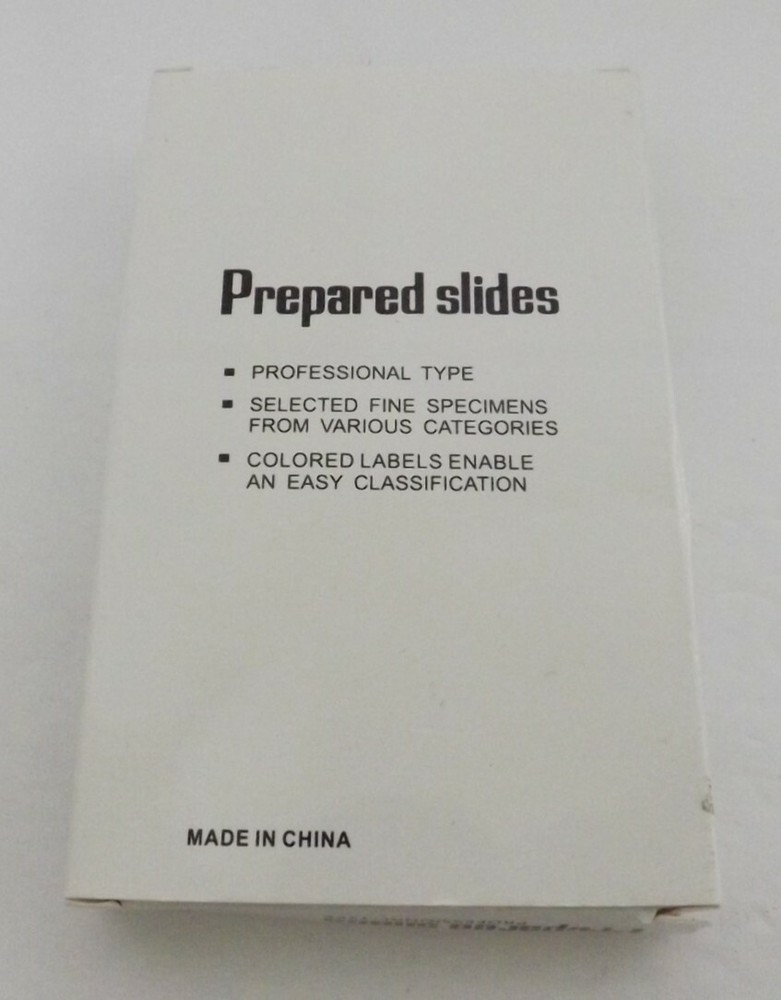 Prepared slides
▪ PROFESSIONAL TYPE
▪ SELECTED FINE SPECIMENS
FROM VARIOUS CATEGORIES
▪ COLORED LABELS ENABLE
AN EASY CLASSIFICATION
MADE IN CHINA